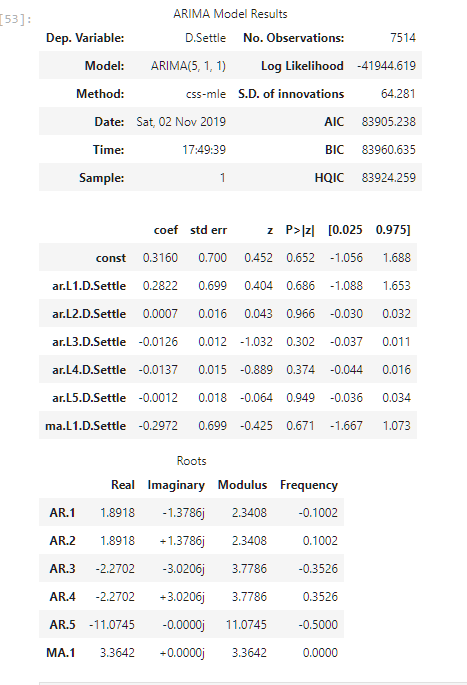 [53]:
ARIMA Model Results
Dep. Variable: D.Settle No. Observations: 7514
Model: ARIMA(5, 1, 1) Log Likelihood -41944.619
Method: css-mle S.D. of innovations 64.281
Date: Sat, 02 Nov 2019 AIC 83905.238
Time: 17:49:39 BIC 83960.635
Sample: 1 HQIC 83924.259
coef std err z P>|z| [0.025 0.975]
const 0.3160 0.700 0.452 0.652 -1.056 1.688
ar.L1.D.Settle 0.2822 0.699 0.404 0.686 -1.088 1.653
ar.L2.D.Settle 0.0007 0.016 0.043 0.966 -0.030 0.032
ar.L3.D.Settle -0.0126 0.012 -1.032 0.302 -0.037 0.011
ar.L4.D.Settle -0.0137 0.015 -0.889 0.374 -0.044 0.016
ar.L5.D.Settle -0.0012 0.018 -0.064 0.949 -0.036 0.034
ma.L1.D.Settle -0.2972 0.699 -0.425 0.671 -1.667 1.073
Roots
Real Imaginary Modulus Frequency
AR.1 1.8918 -1.3786j 2.3408 -0.1002
AR.2 1.8918 +1.3786j 2.3408 0.1002
AR.3 -2.2702 -3.0206j 3.7786 -0.3526
AR.4 -2.2702 +3.0206j 3.7786 0.3526
AR.5 -11.0745 -0.0000j 11.0745 -0.5000
MA.1 3.3642 +0.0000j 3.3642 0.0000